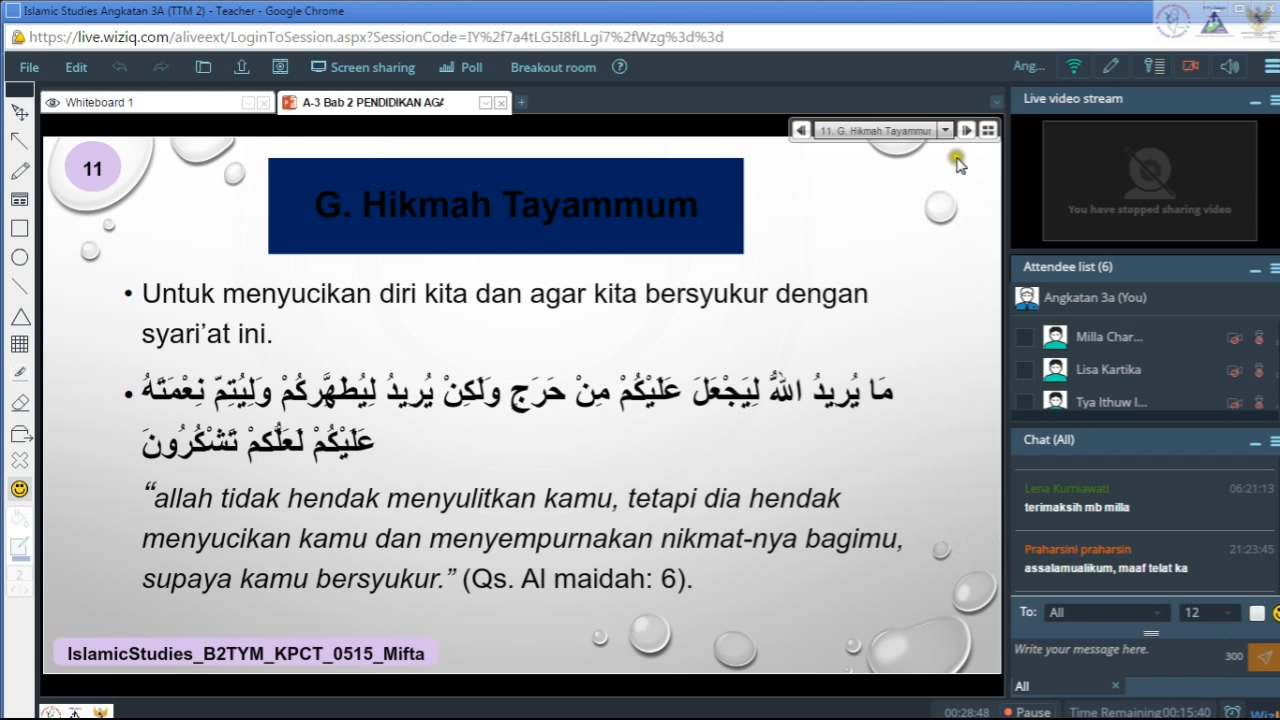 Islamic Studies Angkatan 3A (TTM 2) - Teacher - Google Chrome
https://live.wiziq.com/aliveext/LoginToSession.aspx?SessionCode=IY%2f7a4tLG5I8fLLgi7%2fWzg%3d%3d
File Edit Screen sharing Poll Breakout room ? Ang...
Whiteboard 1
A-3 Bab 2 PENDIDIKAN AGA
11. G. Hikmah Tayammur
11
G. Hikmah Tayammum
• Untuk menyucikan diri kita dan agar kita bersyukur dengan
syari’at ini.
• مَا يُرِيدُ اللهُ لِيَجْعَلَ عَلَيْكُمْ مِنْ حَرَجٍ وَلَكِنْ يُرِيدُ لِيُطَهَّرِكُمْ وَلِيُتِمّ نِعْمَتَهُ
عَلَيْكُمْ لَعَلَّكمْ تَشْكُرُونَ
“allah tidak hendak menyulitkan kamu, tetapi dia hendak
menyucikan kamu dan menyempurnakan nikmat-nya bagimu,
supaya kamu bersyukur.” (Qs. Al maidah: 6).
IslamicStudies_B2TYM_KPCT_0515_Mifta
Live video stream
You have stopped sharing video
Attendee list (6)
Angkatan 3a (You)
Milla Char...
Lisa Kartika
Tya Ithuw I...
Chat (All)
Lena Kurniawati 06:21:13
terimaksih mb milla
Praharsini praharsin 21:23:45
assalamualikum, maaf telat ka
To: All 12
Write your message here. 300
All
00:28:48 Pause Time Remaining 00:15:40